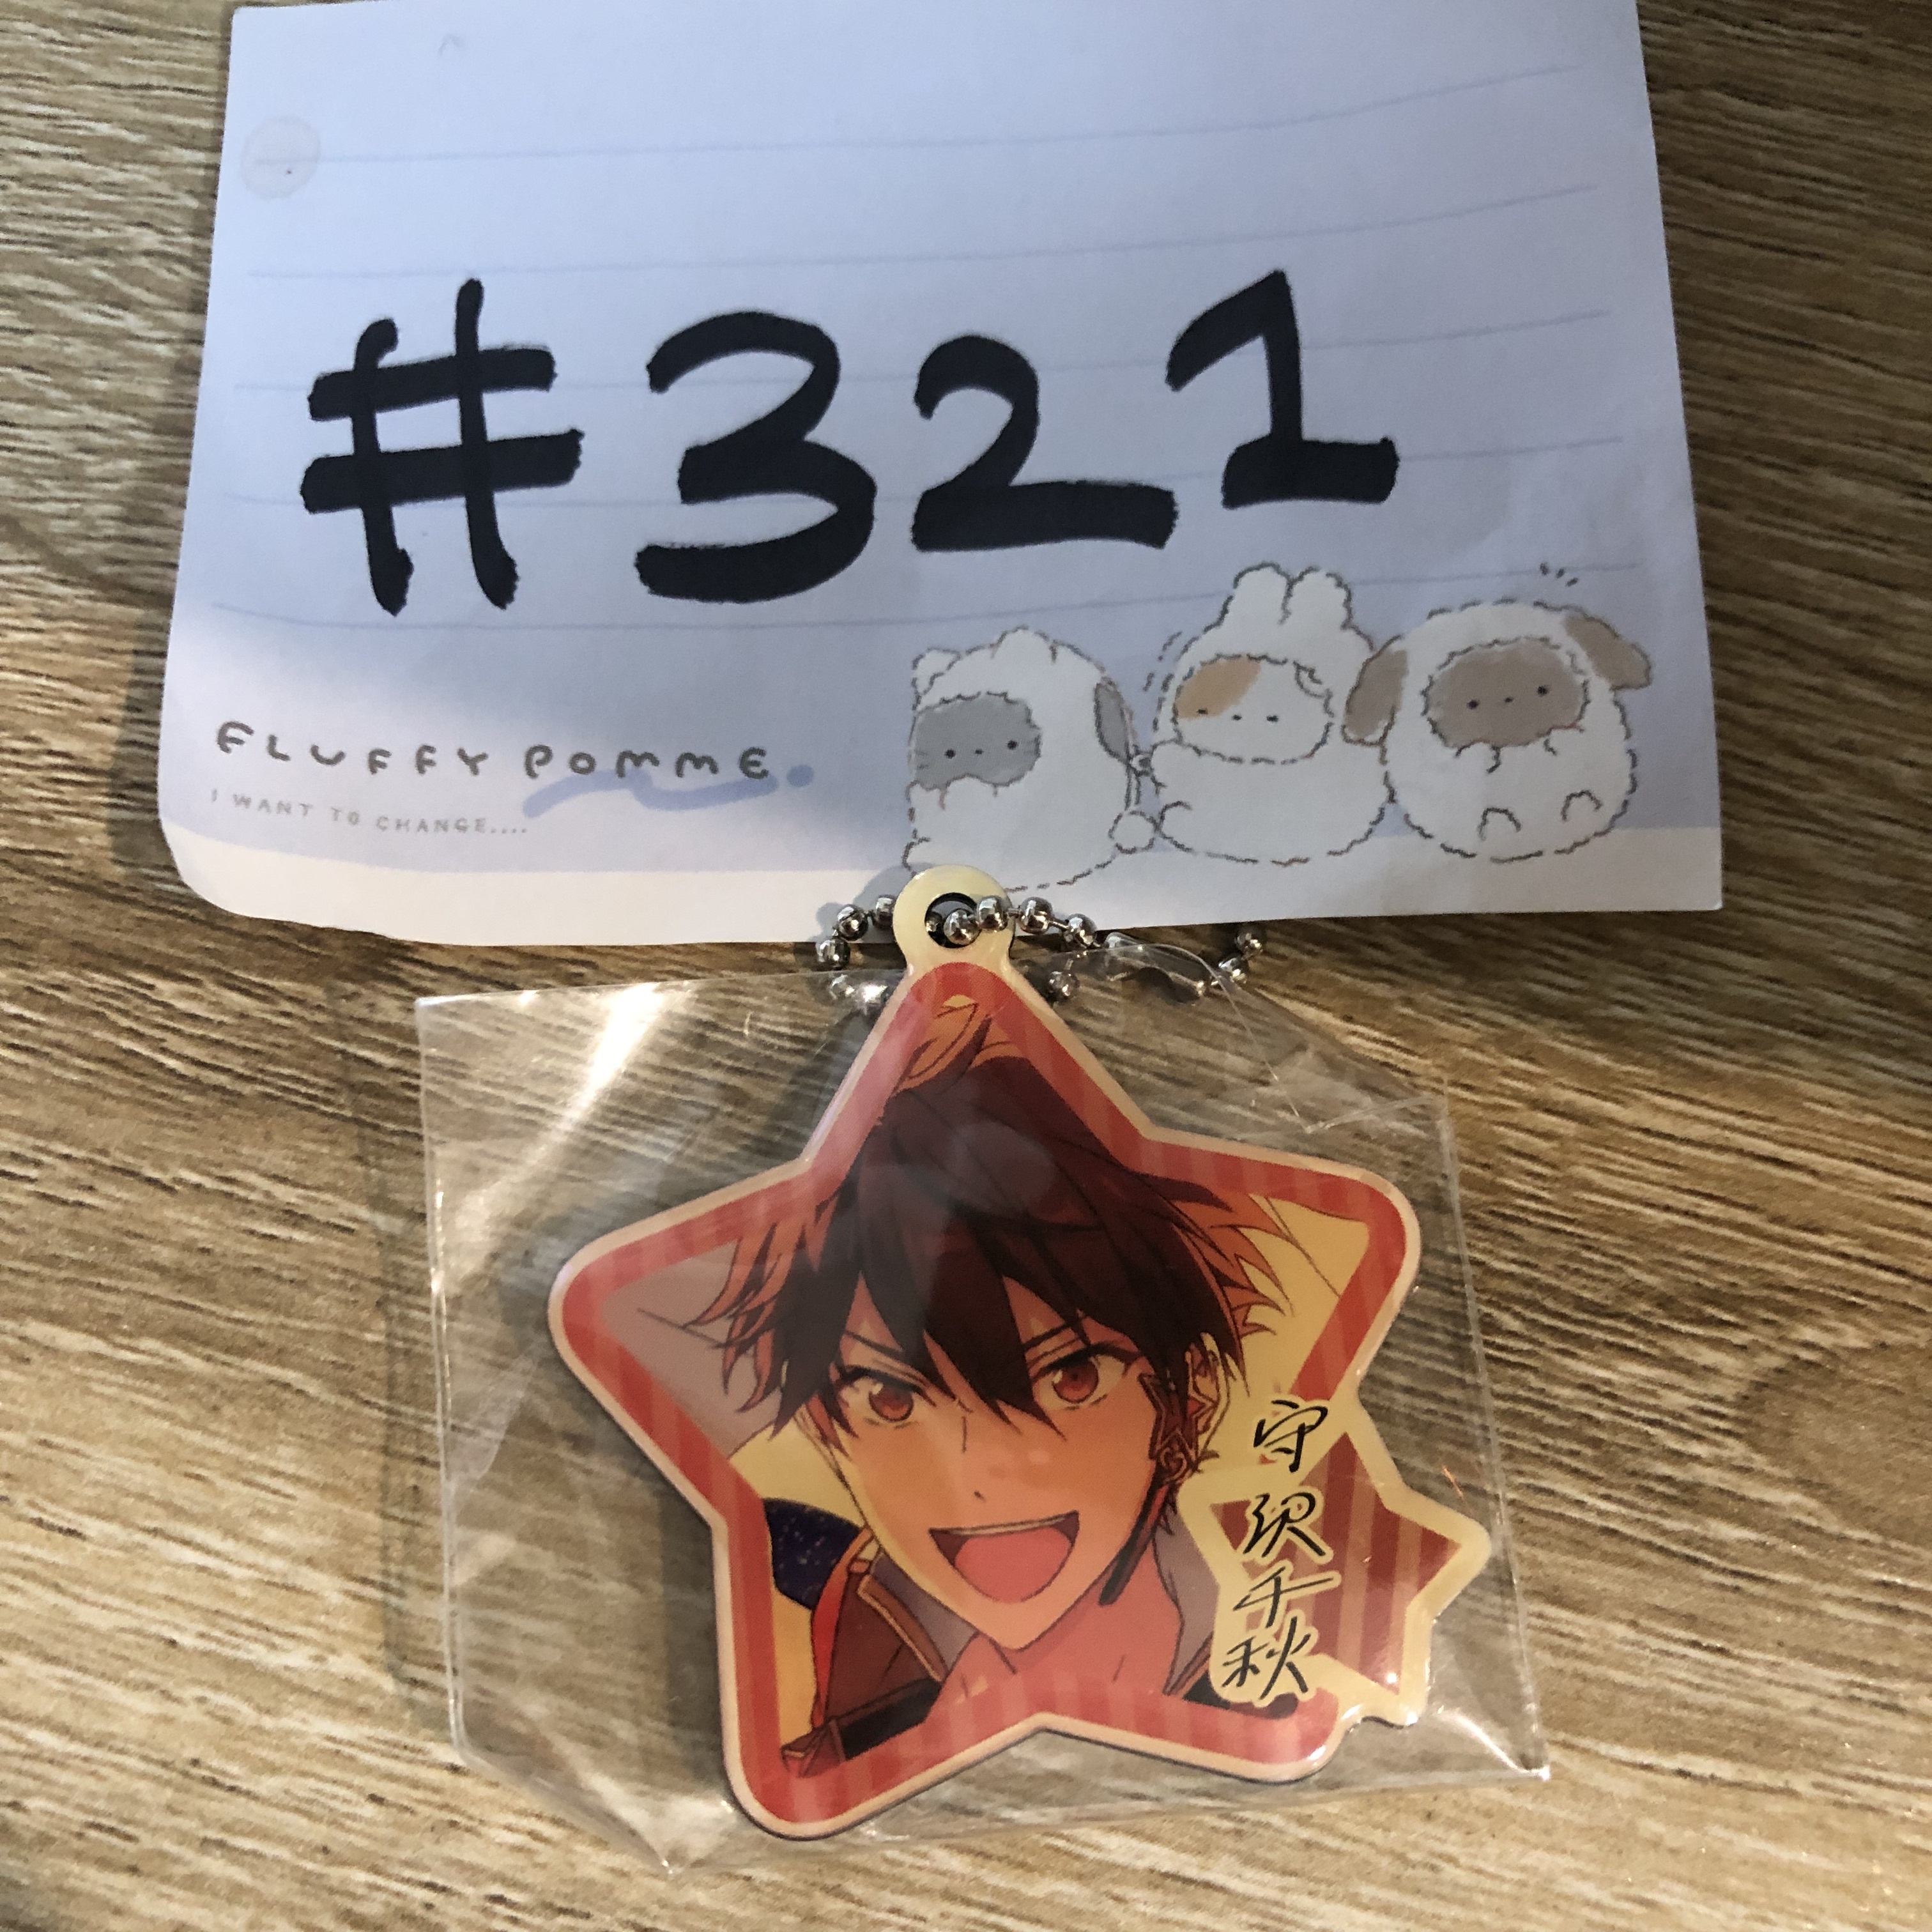 #321
FLUFFY POMME
I WANT TO CHANGE....
守沢千秋